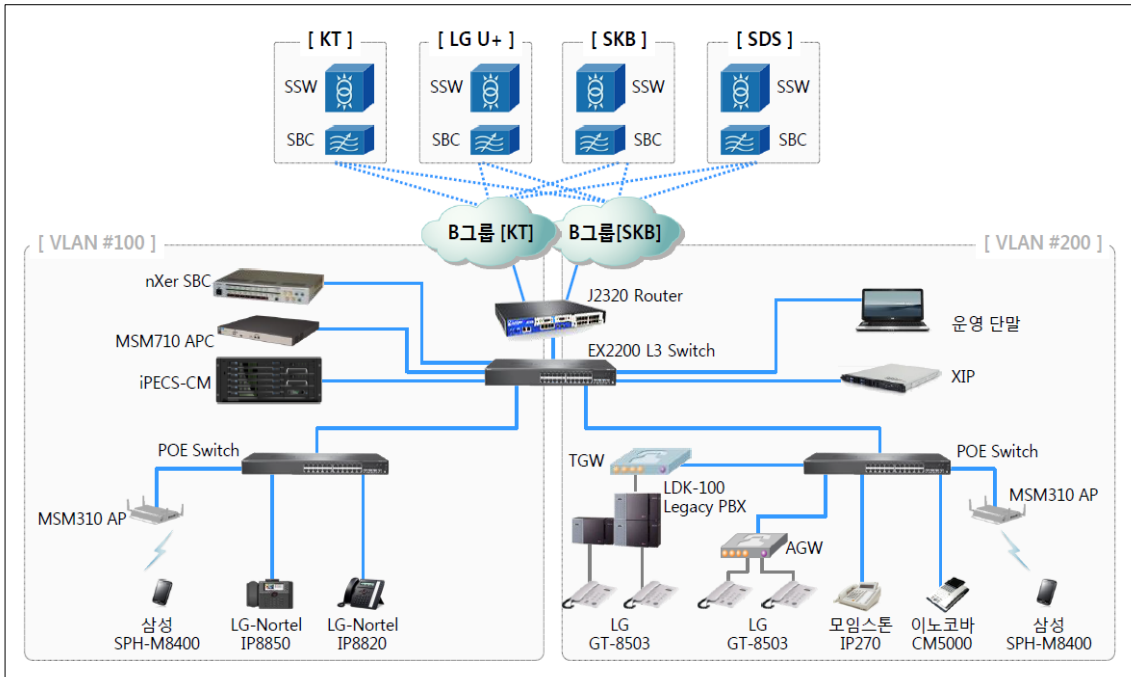 [ KT ]
[ LG U+ ]
[ SKB ]
[ SDS ]
SSW
SSW
SSW
SSW
SBC
SBC
SBC
SBC
B그룹 [KT]
B그룹[SKB]
[ VLAN #100 ]
[ VLAN #200 ]
nXer SBC
J2320 Router
MSM710 APC
운영 단말
EX2200 L3 Switch
iPECS-CM
XIP
POE Switch
TGW
POE Switch
LDK-100
Legacy PBX
MSM310 AP
MSM310 AP
AGW
삼성
SPH-M8400
LG-Nortel
IP8850
LG-Nortel
IP8820
LG
GT-8503
LG
GT-8503
모임스톤
IP270
이노코바
CM5000
삼성
SPH-M8400